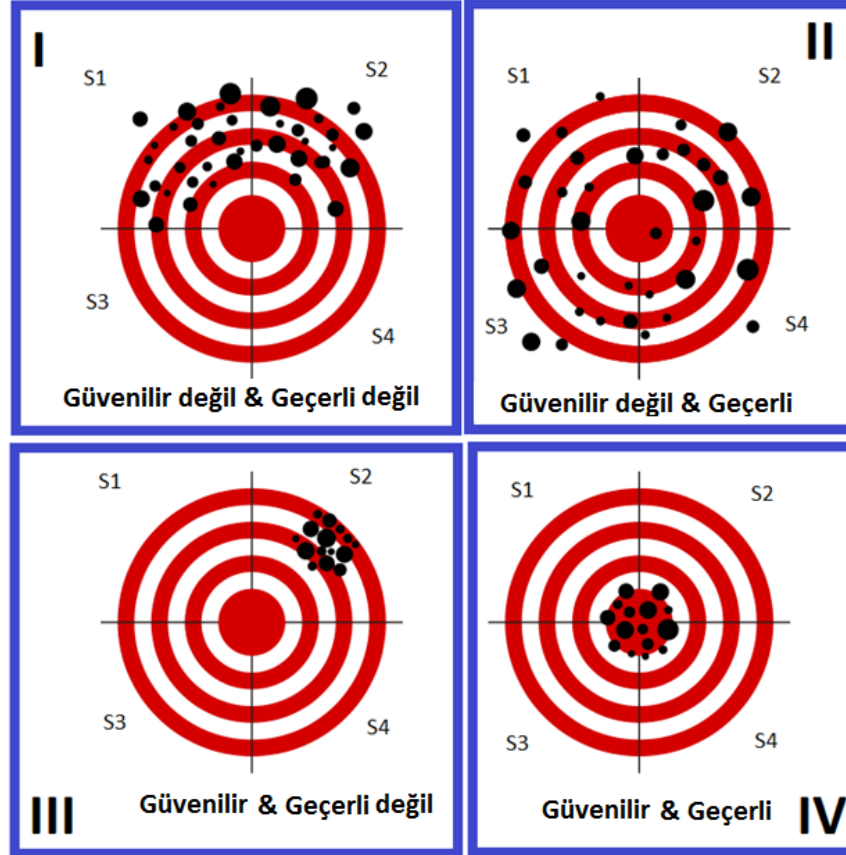 I
S1
S2
S3
S4
Güvenilir değil & Geçerli değil
II
S1
S2
S3
S4
Güvenilir değil & Geçerli
S1
S2
S3
S4
III
Güvenilir & Geçerli değil
S1
S2
S3
S4
Güvenilir & Geçerli
IV